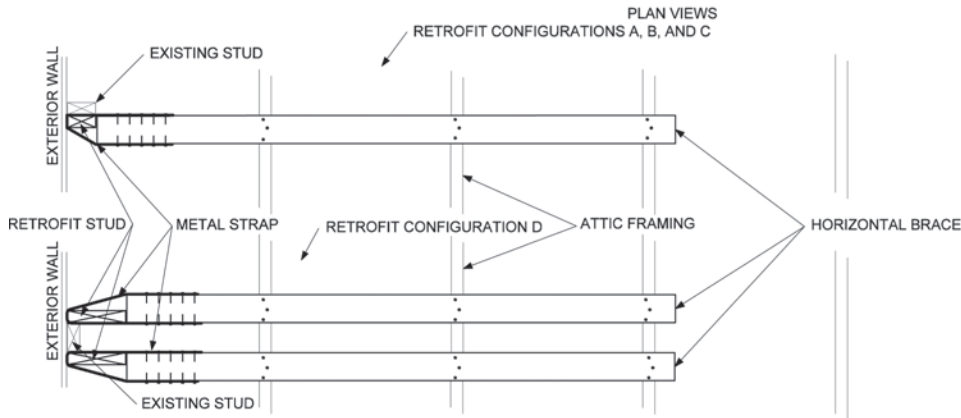 PLAN VIEWS
RETROFIT CONFIGURATIONS A, B, AND C
EXISTING STUD
EXTERIOR WALL
RETROFIT STUD
METAL STRAP
RETROFIT CONFIGURATION D
ATTIC FRAMING
HORIZONTAL BRACE
EXTERIOR WALL
EXISTING STUD